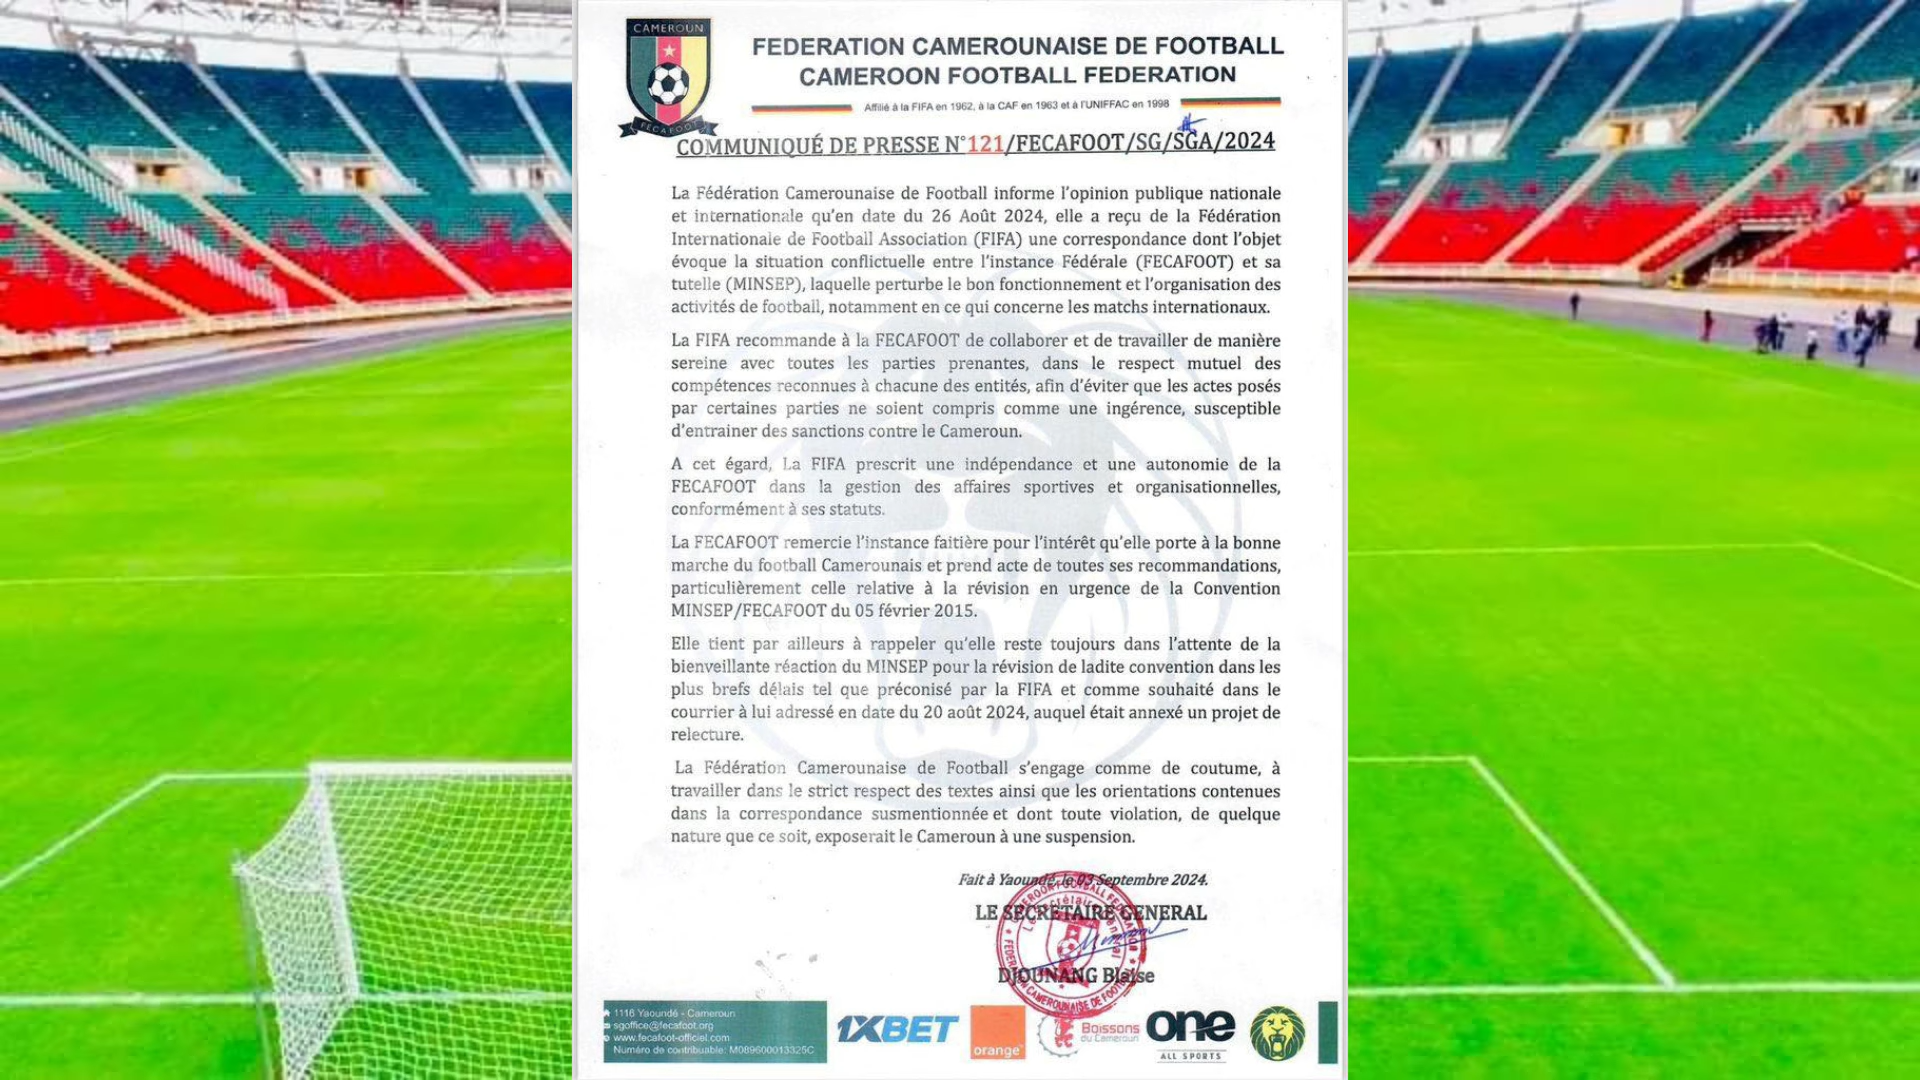 CAMEROUN
FECAFOOT
FEDERATION CAMEROUNAISE DE FOOTBALL
CAMEROON FOOTBALL FEDERATION
Affilié à la FIFA en 1962, à la CAF en 1963 et à l'UNIFFAC en 1998
COMMUNIQUÉ DE PRESSE N°121/FECAFOOT/SG/SGA/2024
La Fédération Camerounaise de Football informe l'opinion publique nationale
et internationale qu'en date du 26 Août 2024, elle a reçu de la Fédération
Internationale de Football Association (FIFA) une correspondance dont l'objet
évoque la situation conflictuelle entre l'instance Fédérale (FECAFOOT) et sa
tutelle (MINSEP), laquelle perturbe le bon fonctionnement et l'organisation des
activités de football, notamment en ce qui concerne les matchs internationaux.
La FIFA recommande à la FECAFOOT de collaborer et de travailler de manière
sereine avec toutes les parties prenantes, dans le respect mutuel des
compétences reconnues à chacune des entités, afin d'éviter que les actes posés
par certaines parties ne soient compris comme une ingérence, susceptible
d'entrainer des sanctions contre le Cameroun.
A cet égard, La FIFA prescrit une indépendance et une autonomie de la
FECAFOOT dans la gestion des affaires sportives et organisationnelles,
conformément à ses statuts.
La FECAFOOT remercie l'instance faitière pour l'intérêt qu'elle porte à la bonne
marche du football Camerounais et prend acte de toutes ses recommandations,
particulièrement celle relative à la révision en urgence de la Convention
MINSEP/FECAFOOT du 05 février 2015.
Elle tient par ailleurs à rappeler qu'elle reste toujours dans l'attente de la
bienveillante réaction du MINSEP pour la révision de ladite convention dans les
plus brefs délais tel que préconisé par la FIFA et comme souhaité dans le
courrier à lui adressé en date du 20 août 2024, auquel était annexé un projet de
relecture.
La Fédération Camerounaise de Football s'engage comme de coutume, à
travailler dans le strict respect des textes ainsi que les orientations contenues
dans la correspondance susmentionnée et dont toute violation, de quelque
nature que ce soit, exposerait le Cameroun à une suspension.
Fait à Yaoundé, le 03 Septembre 2024.
LE SECRETAIRE GENERAL
CAMEROON FOOTBALL FEDERATION
Le Secrétaire Général
FEDERATION CAMEROUNAISE DE FOOTBALL
DJOUNANG Blaise
1116 Yaoundé - Cameroun
sgoffice@fecafoot.org
www.fecafoot-officiel.com
Numéro de contribuable: M089600013325C
1XBET
orange
Boissons
du Cameroun
one
ALL SPORTS